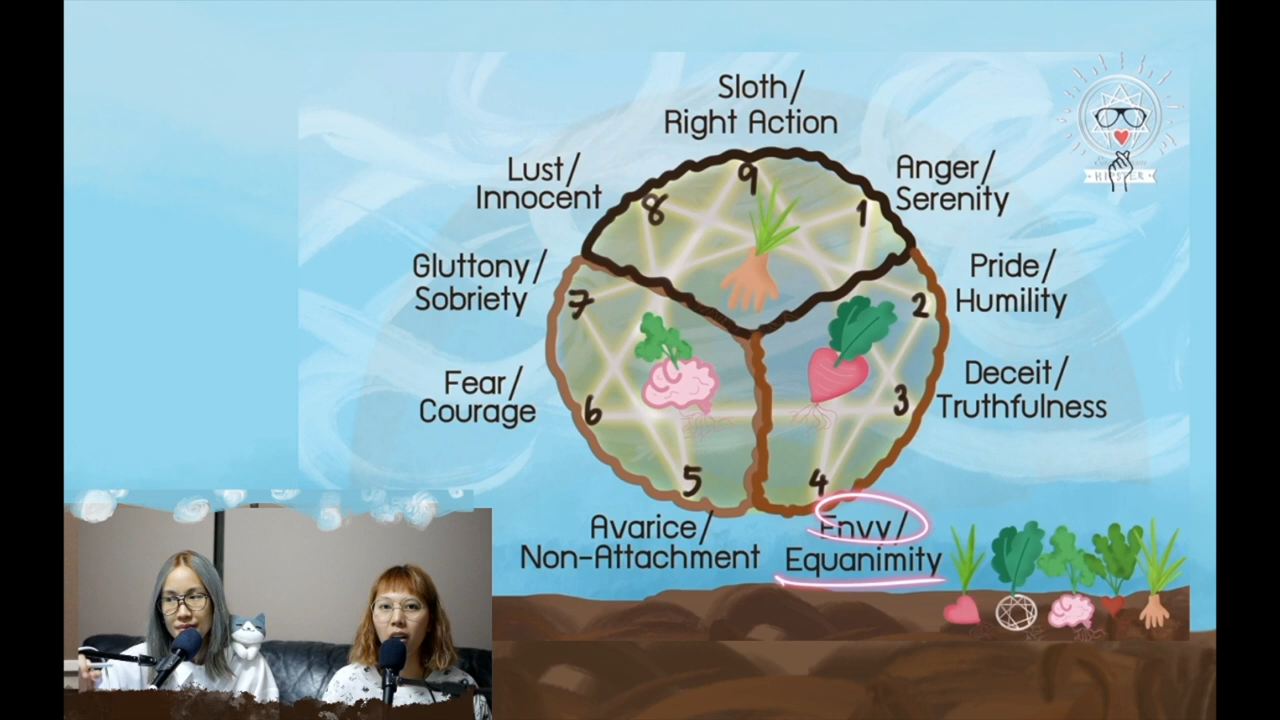 Sloth/
Right Action
9
Lust/
Innocent
8
Anger/
Serenity
1
Gluttony/
Sobriety
7
Pride/
Humility
2
Fear/
Courage
6
Deceit/
Truthfulness
3
Avarice/
Non-Attachment
5
Envy/
Equanimity
4
HIPSTER